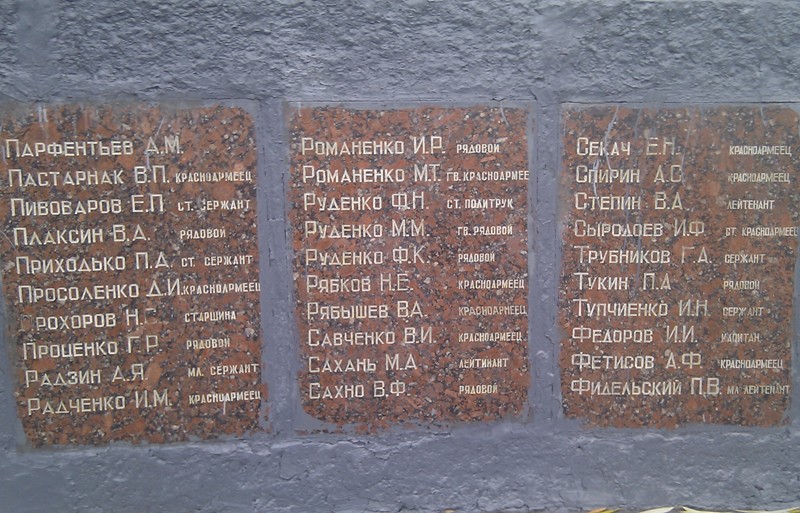 Парфентьев А.М.
Пастарнак В.П. красноармеец
Пивоваров Е.П ст. сержант
Плаксин В.А. рядовой
Приходько П.А. ст. сержант
Просоленко Д.И. красноармеец
Прохоров Н.Г старшина
Проценко Г.Р рядовой
Радзин А.Я мл. сержант
Радченко И.М. красноармеец
Романенко И.Р. рядовой
Романенко М.Т. гв. красноармее
Руденко Ф.Н. ст. политрук
Руденко М.М. гв. рядовой
Руденко Ф.К. рядовой
Рябков Н.Е. красноармеец
Рябышев В.А. красноармеец
Савченко В.И. красноармеец
Сахань М.А. лейтинант
Сахно В.Ф. рядовой
Секач Е.Н. красноармеец
Спирин А.С. красноармеец
Степин В.А. лейтенант
Сыродоев И.Ф ст. красноармец
Трубников Г.А. сержант
Тукин П.А рядовой
Тупчиенко И.Н. сержант
Федоров И.И. капитан
Фетисов А.Ф красноармеец
Фидельский П.В. мл лейтенант